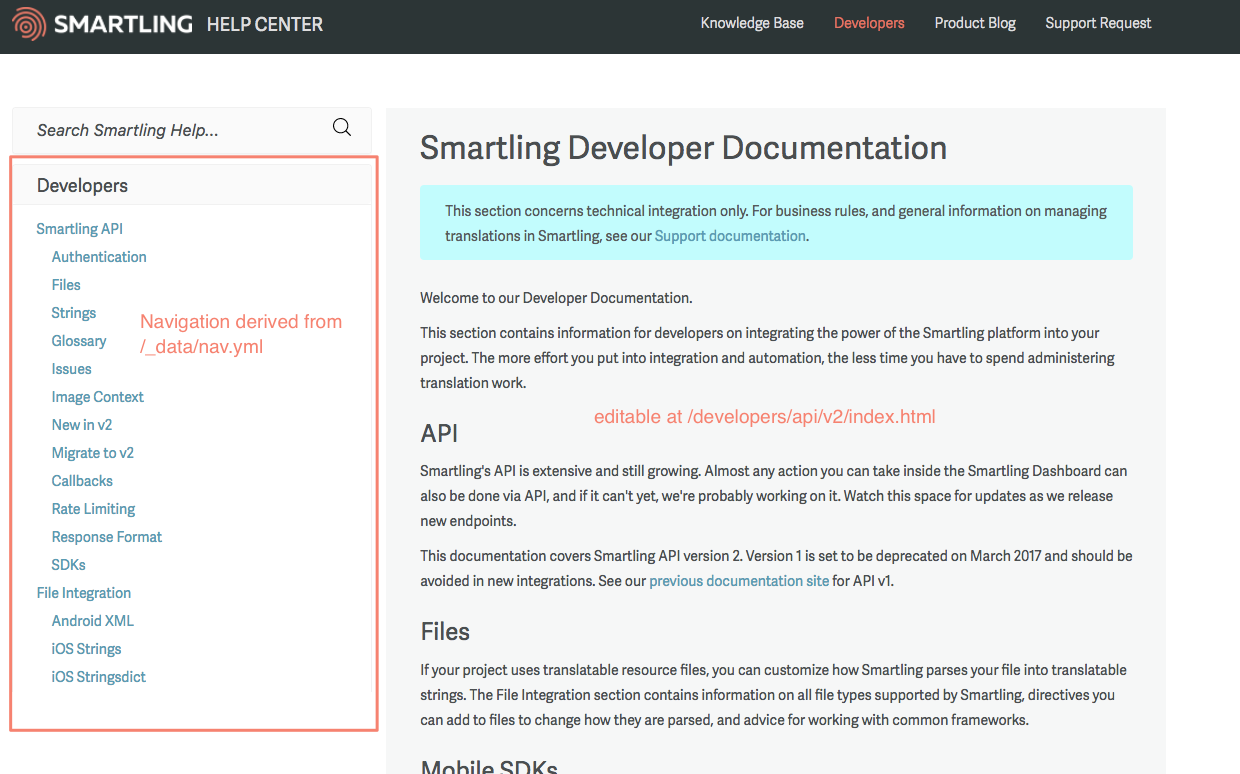 SMARTLING HELP CENTER
Knowledge Base Developers Product Blog Support Request
Search Smartling Help...
Developers
Smartling API
Authentication
Files
Strings
Glossary
Issues
Image Context
New in v2
Migrate to v2
Callbacks
Rate Limiting
Response Format
SDKs
File Integration
Android XML
iOS Strings
iOS Stringsdict
Navigation derived from
/_data/nav.yml
Smartling Developer Documentation
This section concerns technical integration only. For business rules, and general information on managing
translations in Smartling, see our Support documentation.
Welcome to our Developer Documentation.
This section contains information for developers on integrating the power of the Smartling platform into your
project. The more effort you put into integration and automation, the less time you have to spend administering
translation work.
editable at /developers/api/v2/index.html
API
Smartling's API is extensive and still growing. Almost any action you can take inside the Smartling Dashboard can
also be done via API, and if it can't yet, we're probably working on it. Watch this space for updates as we release
new endpoints.
This documentation covers Smartling API version 2. Version 1 is set to be deprecated on March 2017 and should be
avoided in new integrations. See our previous documentation site for API v1.
Files
If your project uses translatable resource files, you can customize how Smartling parses your file into translatable
strings. The File Integration section contains information on all file types supported by Smartling, directives you
can add to files to change how they are parsed, and advice for working with common frameworks.
Mobile SDKs